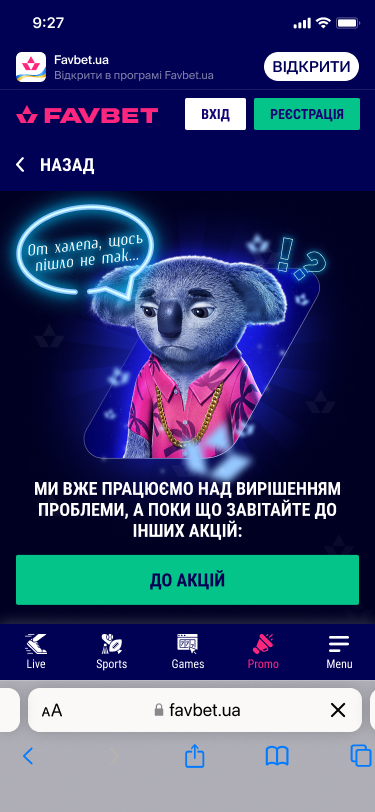 9:27
Favbet.ua
Відкрити в програмі Favbet.ua
ВІДКРИТИ
FAVBET
ВХІД
РЕЄСТРАЦІЯ
НАЗАД
От халепа, щось
пішло не так...
!?
МИ ВЖЕ ПРАЦЮЄМО НАД ВИРІШЕННЯМ
ПРОБЛЕМИ, А ПОКИ ЩО ЗАВІТАЙТЕ ДО
ІНШИХ АКЦІЙ:
ДО АКЦІЙ
Live
Sports
Games
Promo
Menu
AA
favbet.ua